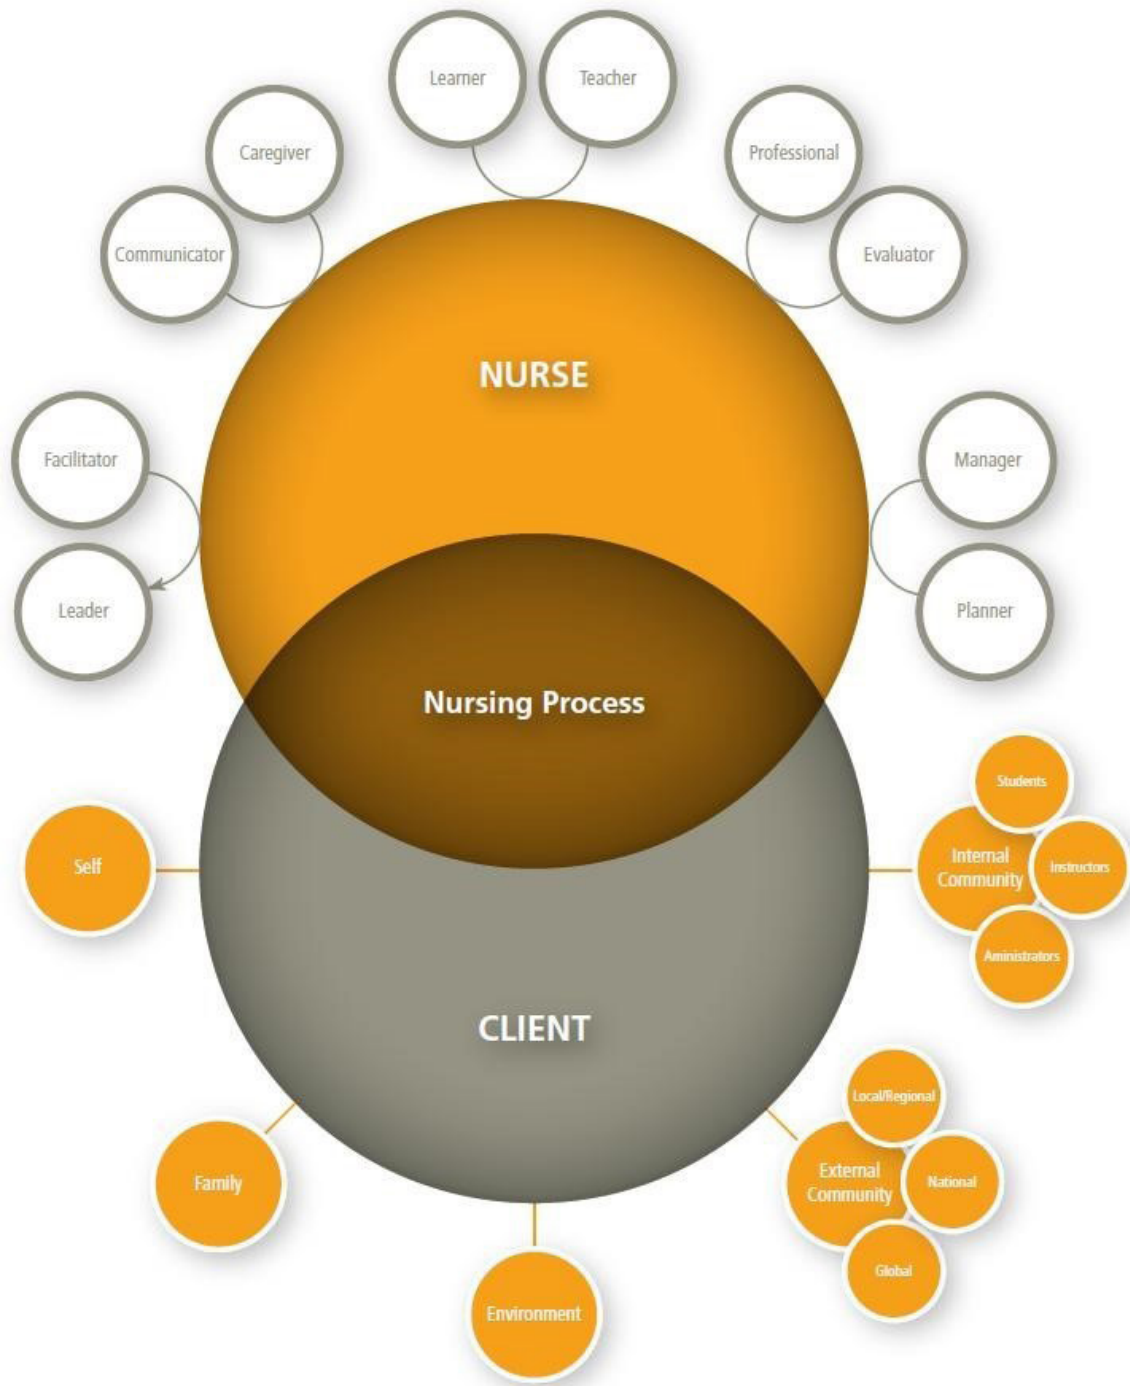 Learner
Teacher
Caregiver
Professional
Communicator
Evaluator
NURSE
Facilitator
Manager
Leader
Planner
Nursing Process
Students
Self
Internal
Community
Instructors
Aministrators
CLIENT
Local/Regional
Family
External
Community
National
Global
Environment